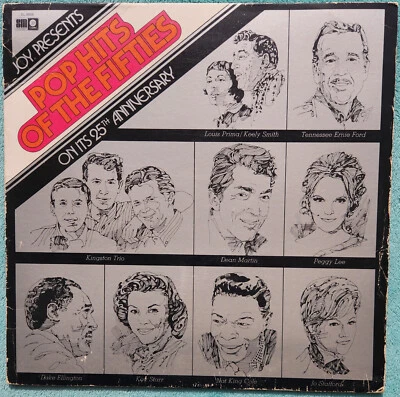 JOY PRESENTS
POP HITS
OF THE FIFTIES
ON ITS 25TH ANNIVERSARY
Louis Prima/Keely Smith
Tennessee Ernie Ford
Kingston Trio
Dean Martin
Peggy Lee
Duke Ellington
Kay Starr
Nat King Cole
Jo Stafford